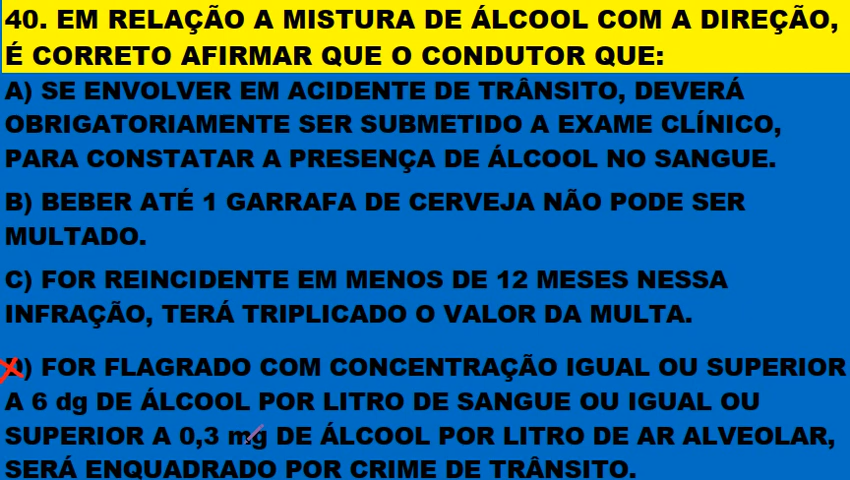 40. EM RELAÇÃO A MISTURA DE ÁLCOOL COM A DIREÇÃO,
É CORRETO AFIRMAR QUE O CONDUTOR QUE:
A) SE ENVOLVER EM ACIDENTE DE TRÂNSITO, DEVERÁ
OBRIGATORIAMENTE SER SUBMETIDO A EXAME CLÍNICO,
PARA CONSTATAR A PRESENÇA DE ÁLCOOL NO SANGUE.
B) BEBER ATÉ 1 GARRAFA DE CERVEJA NÃO PODE SER
MULTADO.
C) FOR REINCIDENTE EM MENOS DE 12 MESES NESSA
INFRAÇÃO, TERÁ TRIPLICADO O VALOR DA MULTA.
D) FOR FLAGRADO COM CONCENTRAÇÃO IGUAL OU SUPERIOR
A 6 dg DE ÁLCOOL POR LITRO DE SANGUE OU IGUAL OU
SUPERIOR A 0,3 mg DE ÁLCOOL POR LITRO DE AR ALVEOLAR,
SERÁ ENQUADRADO POR CRIME DE TRÂNSITO.